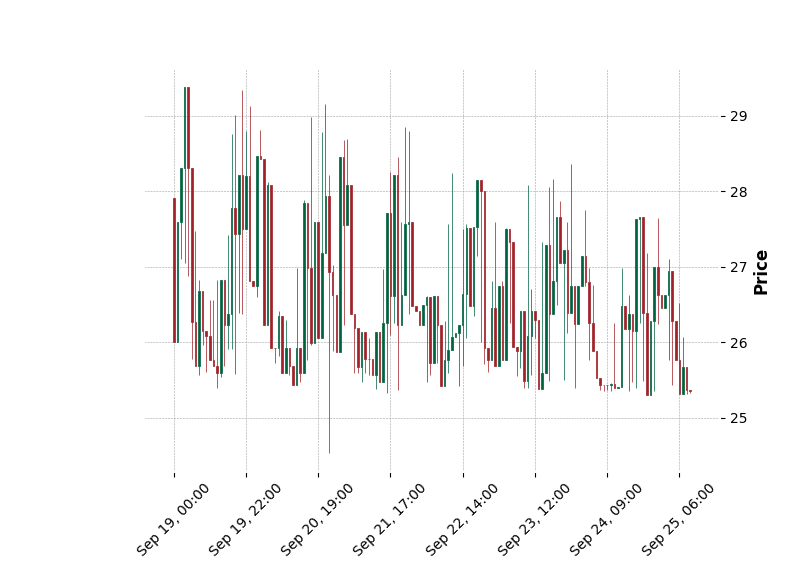 29
28
27
26
25
Price
Sep 19, 00:00
Sep 19, 22:00
Sep 20, 19:00
Sep 21, 17:00
Sep 22, 14:00
Sep 23, 12:00
Sep 24, 09:00
Sep 25, 06:00